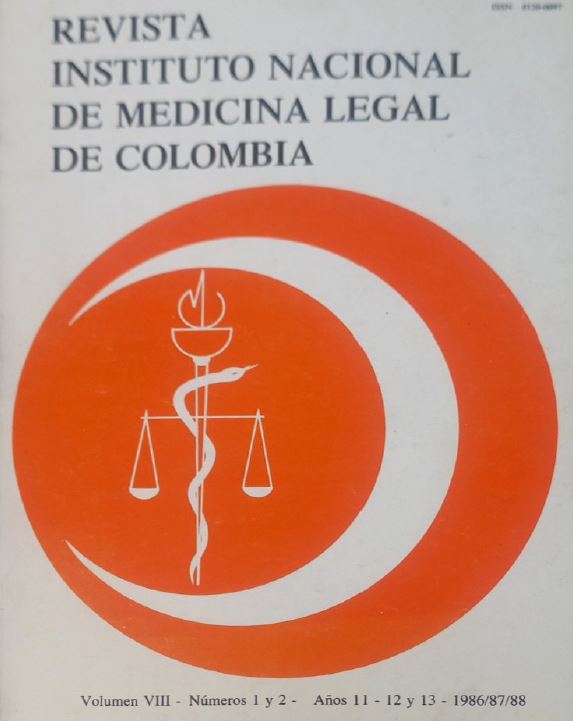 ISSN
REVISTA
INSTITUTO NACIONAL
DE MEDICINA LEGAL
DE COLOMBIA
Volumen VIII - Números 1 y 2 - Años 11 - 12 y 13 - 1986/87/88